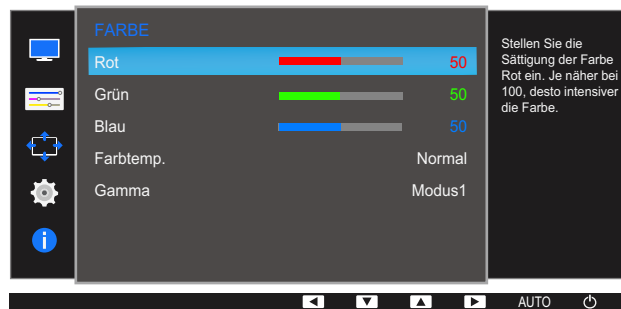 FARBE
Rot 50
Grün 50
Blau 50
Farbtemp. Normal
Gamma Modus1
Stellen Sie die
Sättigung der Farbe
Rot ein. Je näher bei
100, desto intensiver
die Farbe.
AUTO